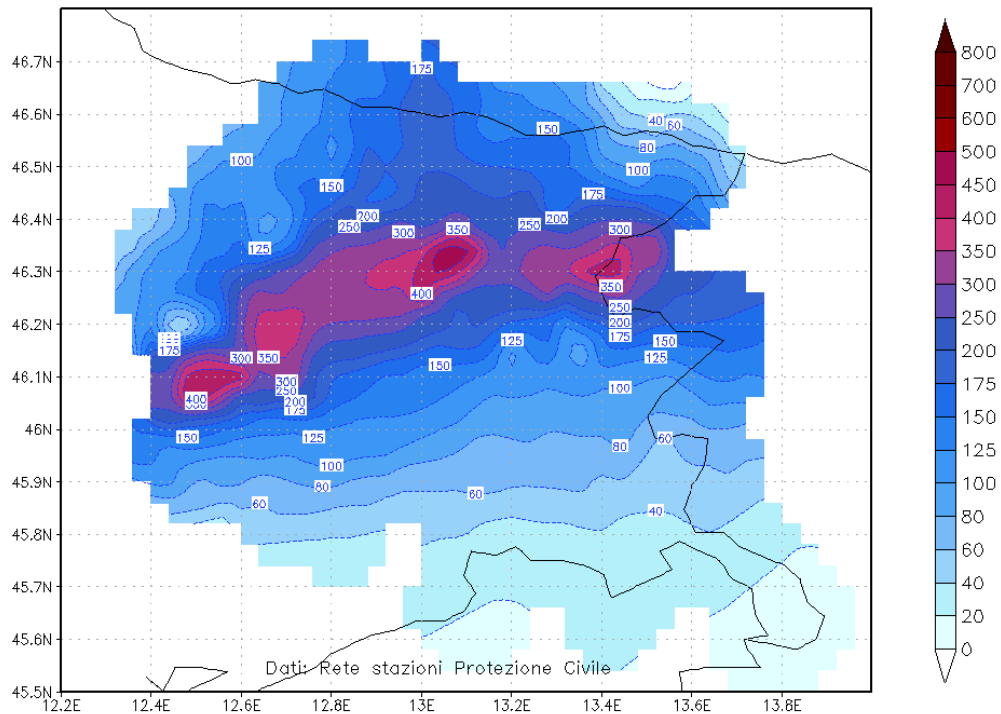 46.7N
46.6N
46.5N
46.4N
46.3N
46.2N
46.1N
46N
45.9N
45.8N
45.7N
45.6N
45.5N
12.2E 12.4E 12.6E 12.8E 13E 13.2E 13.4E 13.6E 13.8E
175
40 60
150
80
100 100
150 175
200 200
250 250 300 350 300
125
400 350
250
200
175 175
300 350 125 150 125
150
300
250 100
400 200
175
150 125 80 60
100
80 60
60 40
Dati: Rete stazioni Protezione Civile
800
700
600
500
450
400
350
300
250
200
175
150
125
100
80
60
40
20
0